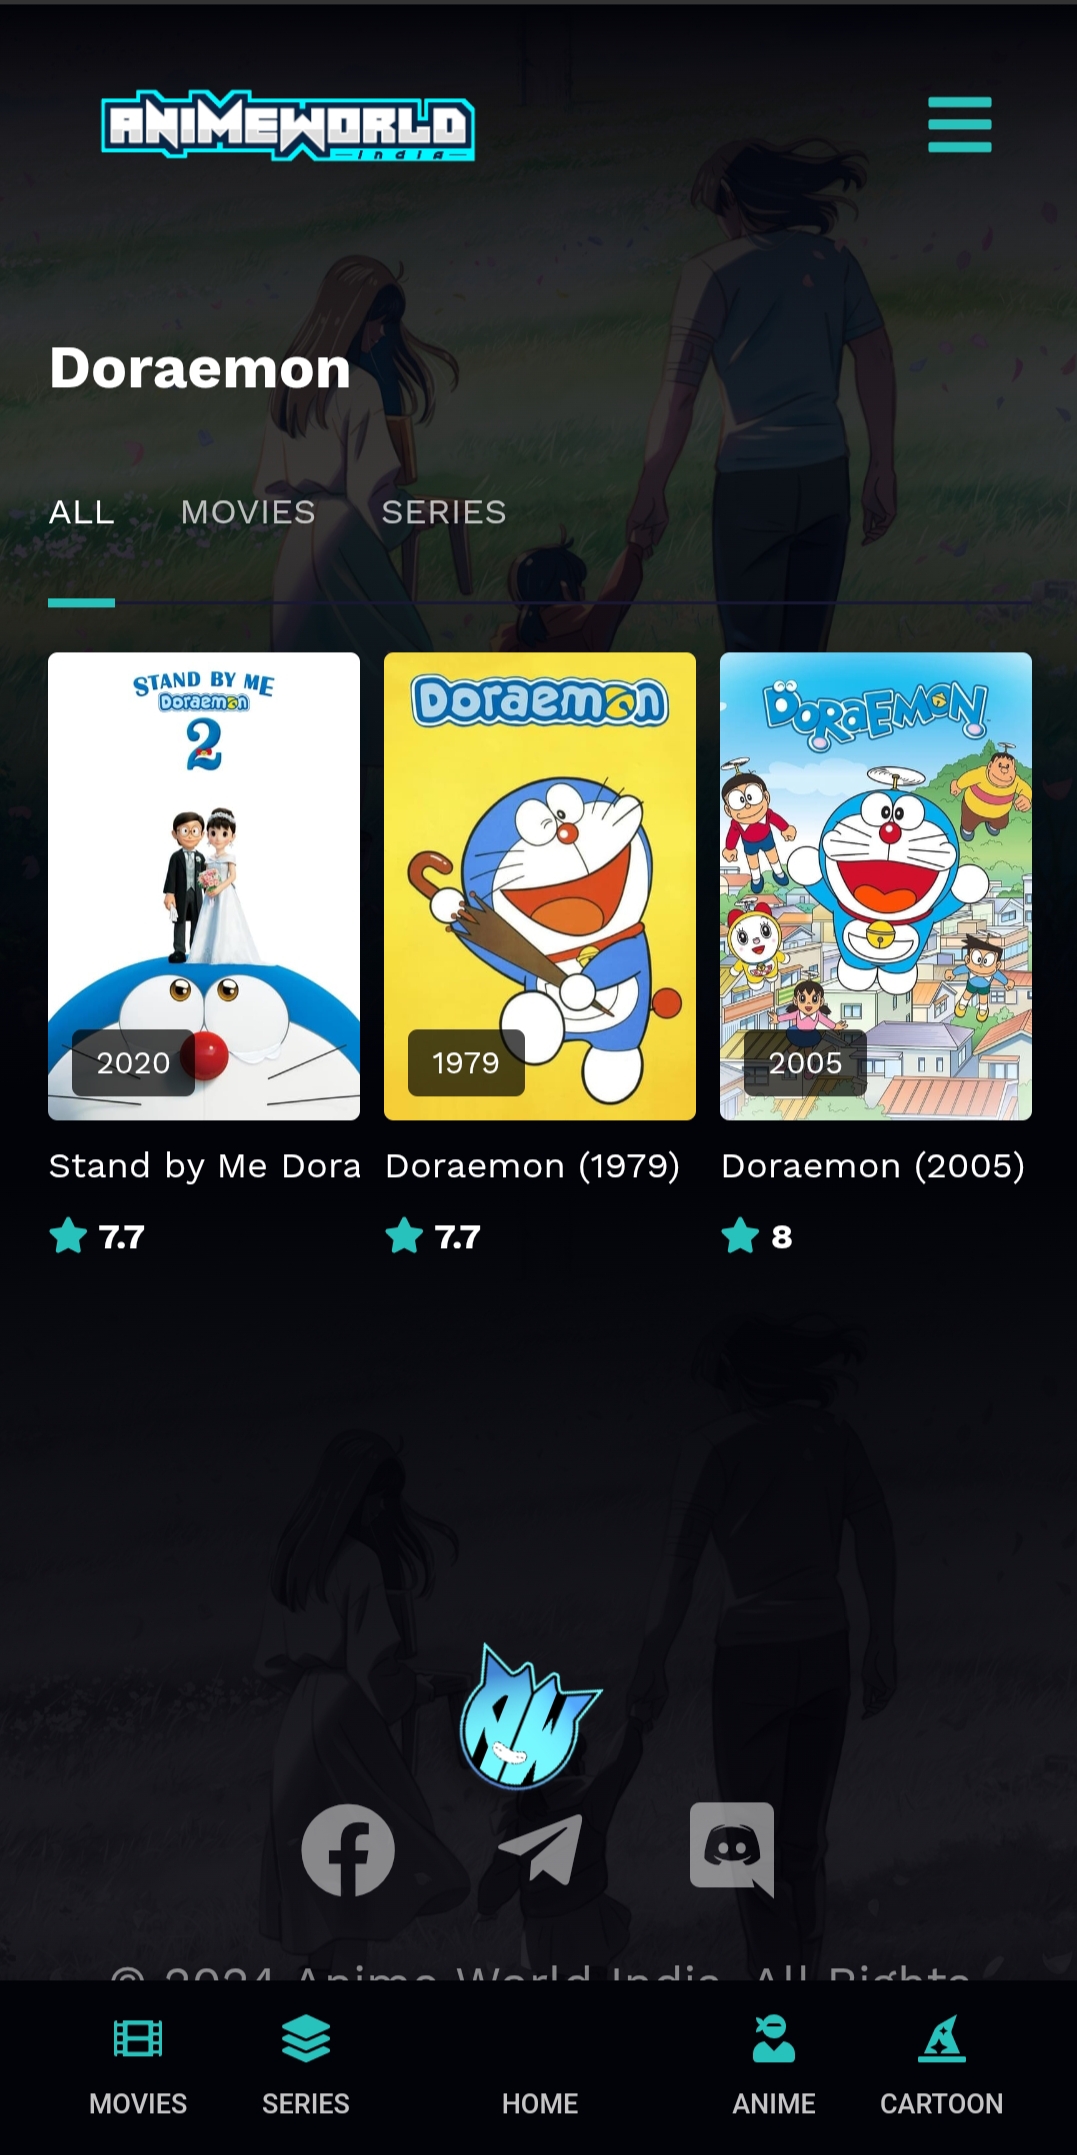 ANIMEWORLD
india
Doraemon
ALL MOVIES SERIES
STAND BY ME
Doraemon
2
Doraemon
DORAEMON
2020
1979
2005
Stand by Me Dora
Doraemon (1979)
Doraemon (2005)
7.7
7.7
8
AW
© 2024 Anime World India. All Rights
MOVIES SERIES HOME ANIME CARTOON